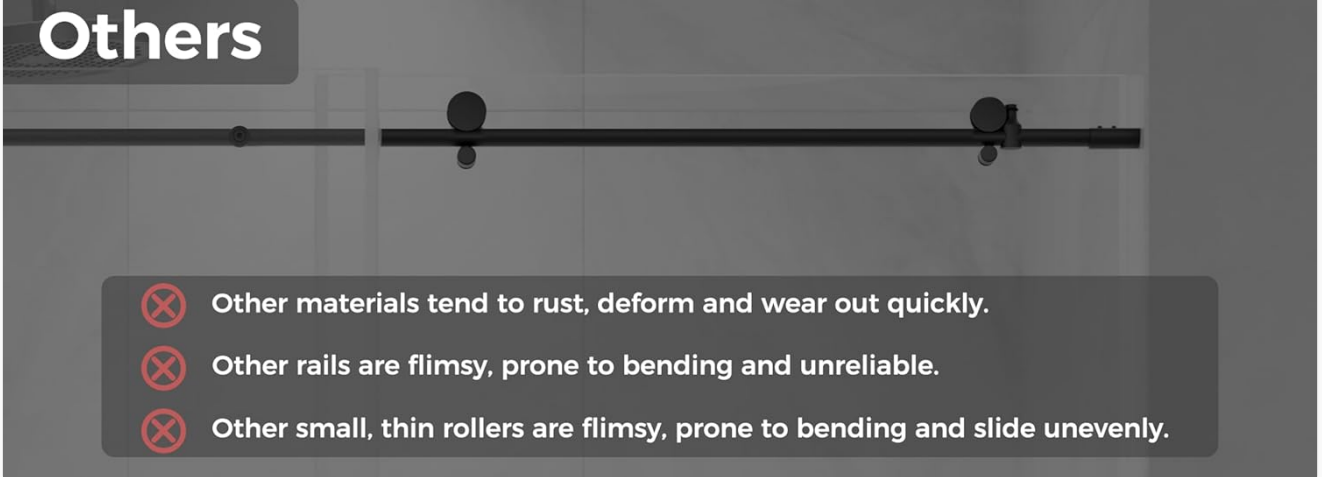 Others
Other materials tend to rust, deform and wear out quickly.
Other rails are flimsy, prone to bending and unreliable.
Other small, thin rollers are flimsy, prone to bending and slide unevenly.